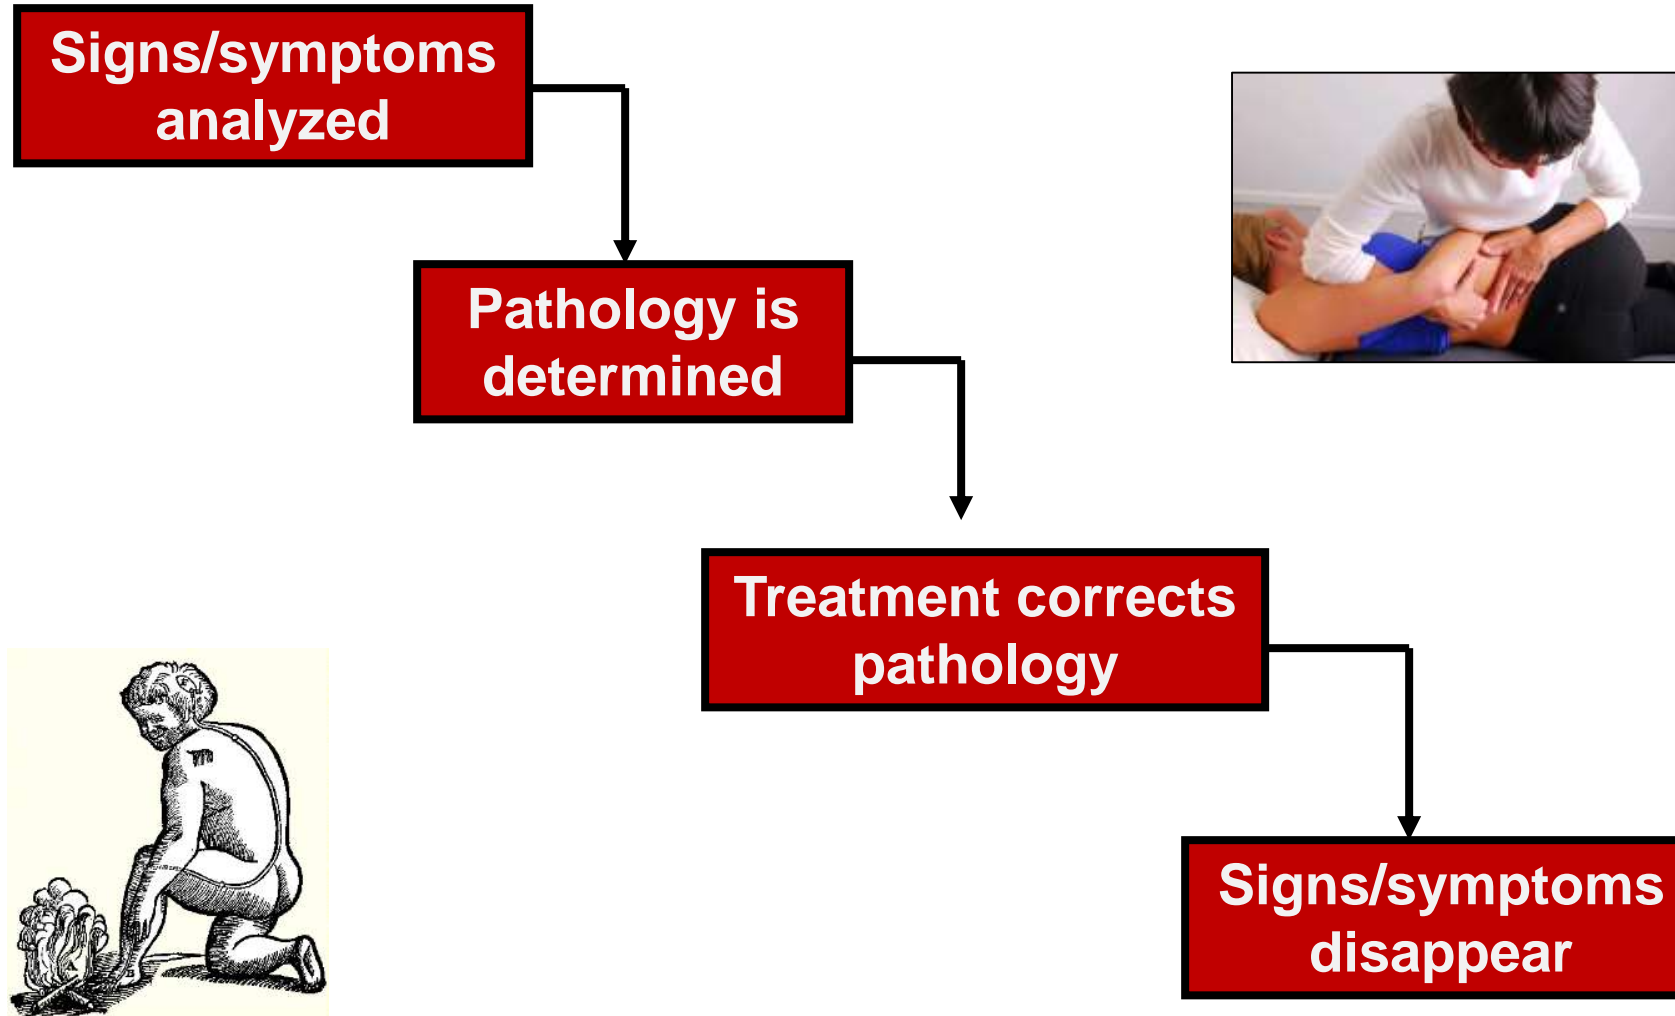 Signs/symptoms
analyzed
Pathology is
determined
Treatment corrects
pathology
Signs/symptoms
disappear